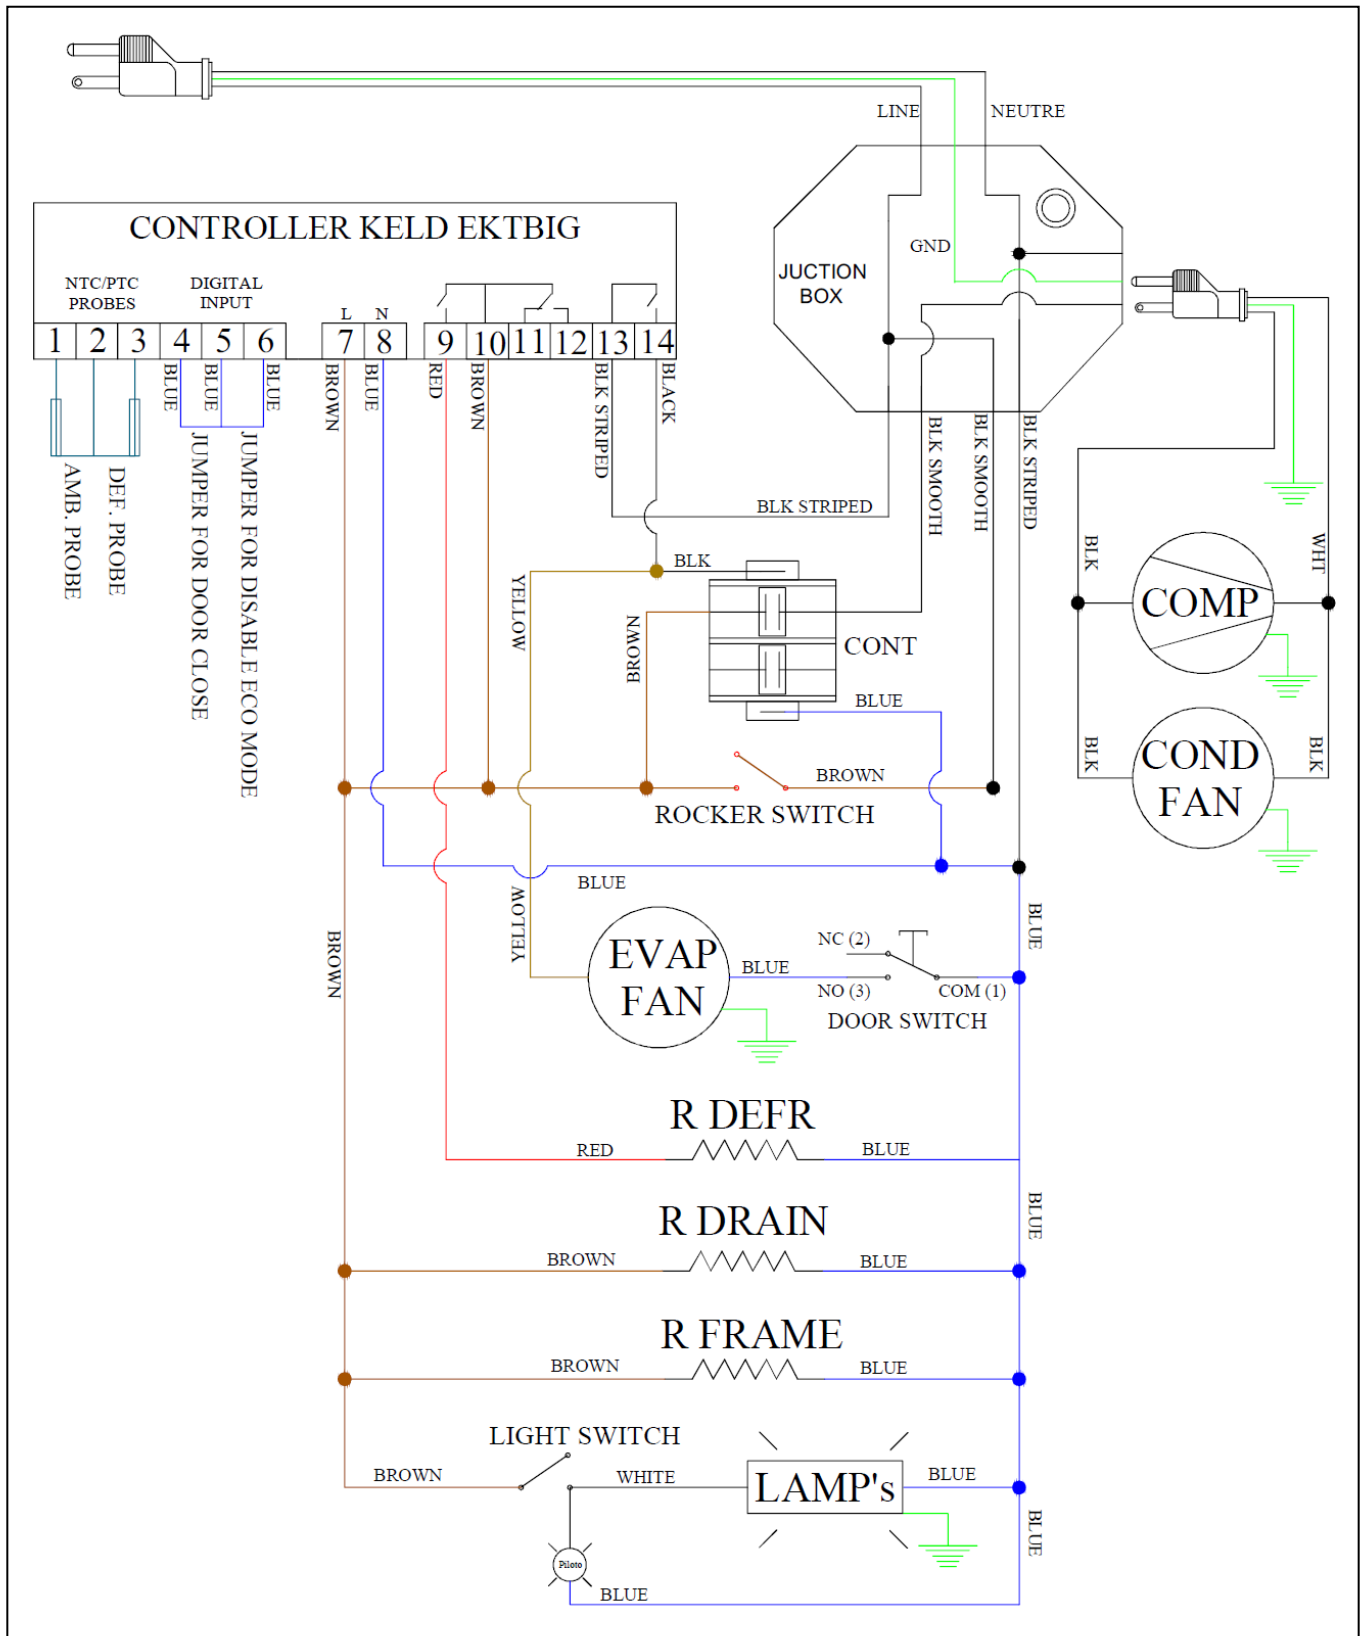 LINE
NEUTRE
CONTROLLER KELD EKTBIG
NTC/PTC
PROBES
DIGITAL
INPUT
L
N
1
2
3
4
5
6
7
8
9
10
11
12
13
14
GND
JUCTION
BOX
BLUE
BLUE
BLUE
BROWN
BLUE
RED
BROWN
BLK STRIPED
BLACK
AMB. PROBE
DEF. PROBE
JUMPER FOR DOOR CLOSE
JUMPER FOR DISABLE ECO MODE
BLK STRIPED
BLK SMOOTH
BLK SMOOTH
BLK STRIPED
BLK
YELLOW
BROWN
CONT
BLUE
BLK
WHT
COMP
BLK
BLK
COND
FAN
BROWN
ROCKER SWITCH
BLUE
BROWN
YELLOW
EVAP
FAN
BLUE
NC (2)
NO (3)
COM (1)
DOOR SWITCH
BLUE
R DEFR
RED
BLUE
R DRAIN
BROWN
BLUE
BLUE
R FRAME
BROWN
BLUE
LIGHT SWITCH
BROWN
WHITE
LAMP's
BLUE
BLUE
Piloto
BLUE